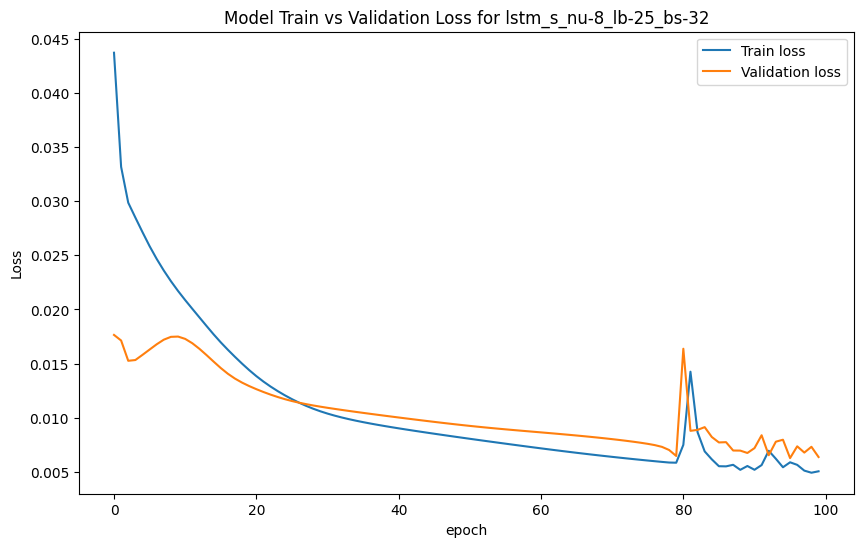 Model Train vs Validation Loss for lstm_s_nu-8_lb-25_bs-32
Train loss
Validation loss
0.045
0.040
0.035
0.030
0.025
0.020
0.015
0.010
0.005
Loss
0 20 40 60 80 100
epoch